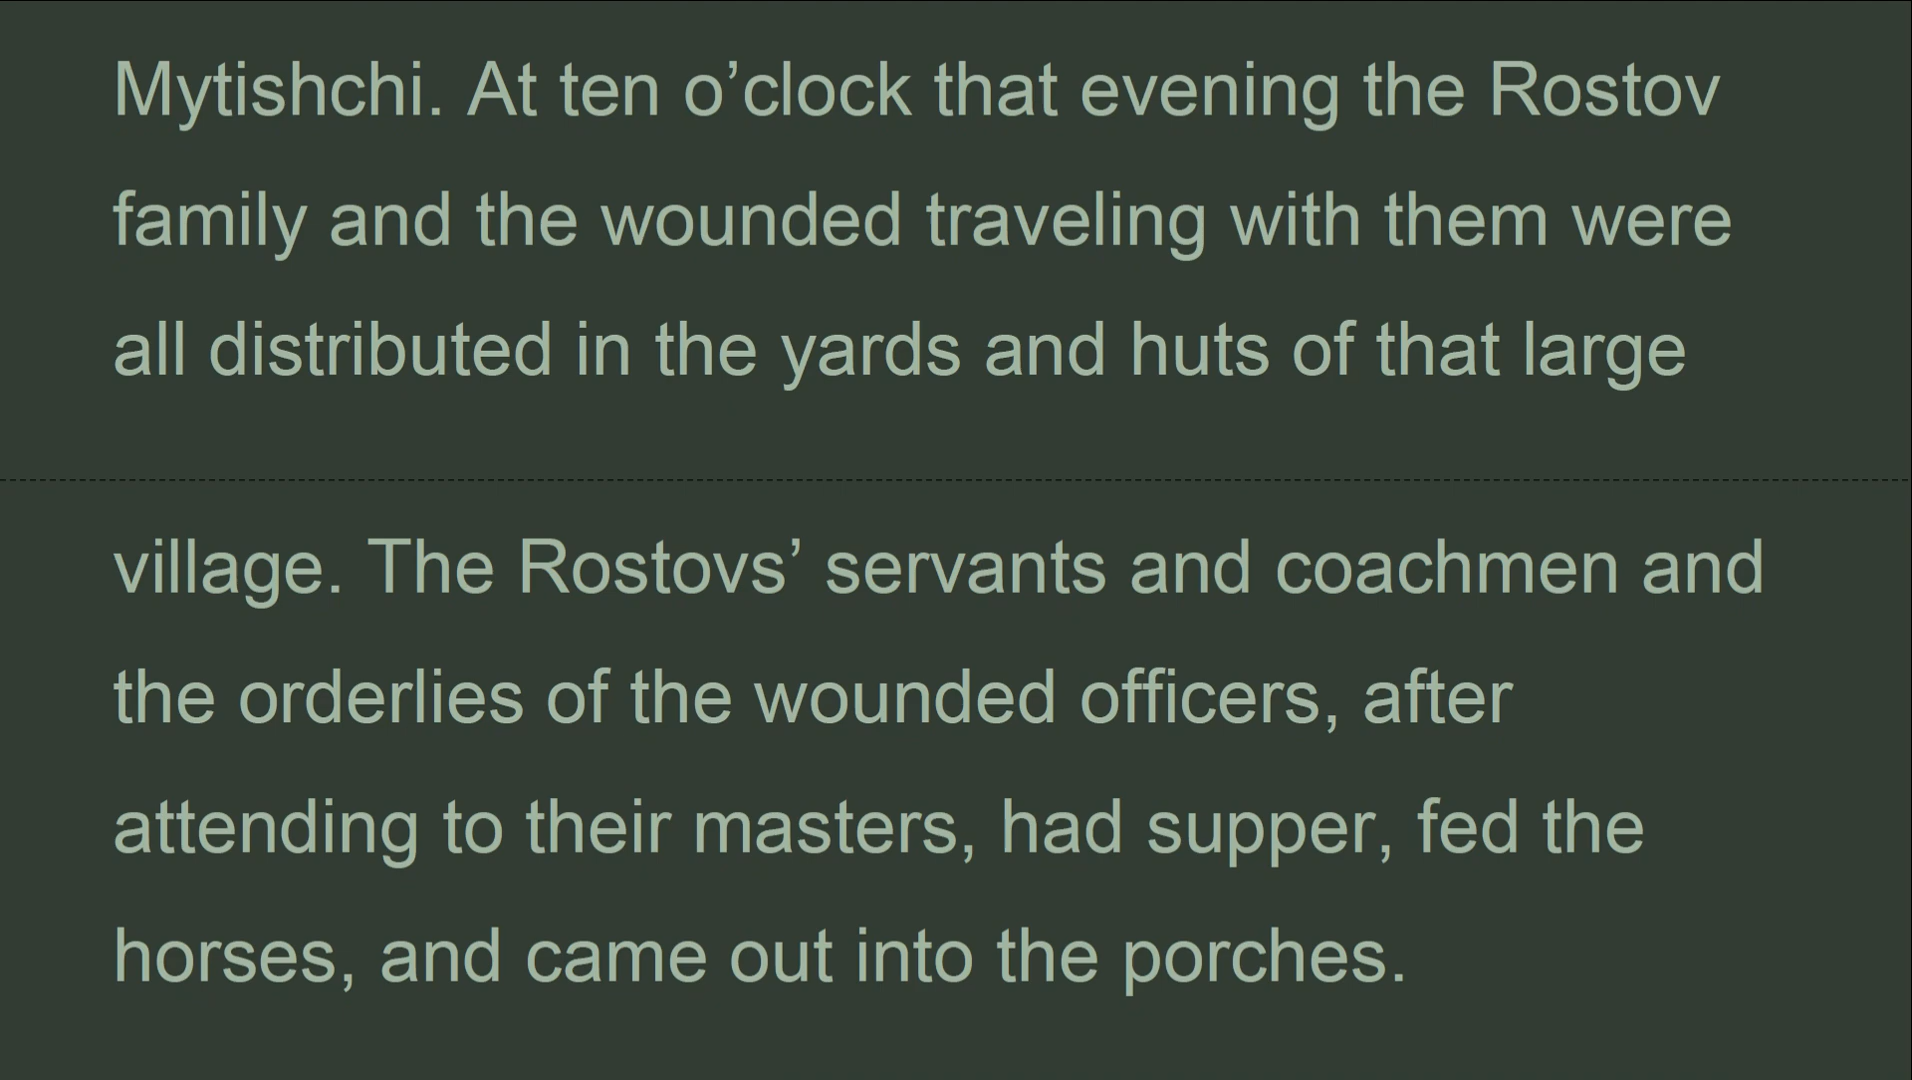 Mytishchi. At ten o’clock that evening the Rostov
family and the wounded traveling with them were
all distributed in the yards and huts of that large
village. The Rostovs’ servants and coachmen and
the orderlies of the wounded officers, after
attending to their masters, had supper, fed the
horses, and came out into the porches.